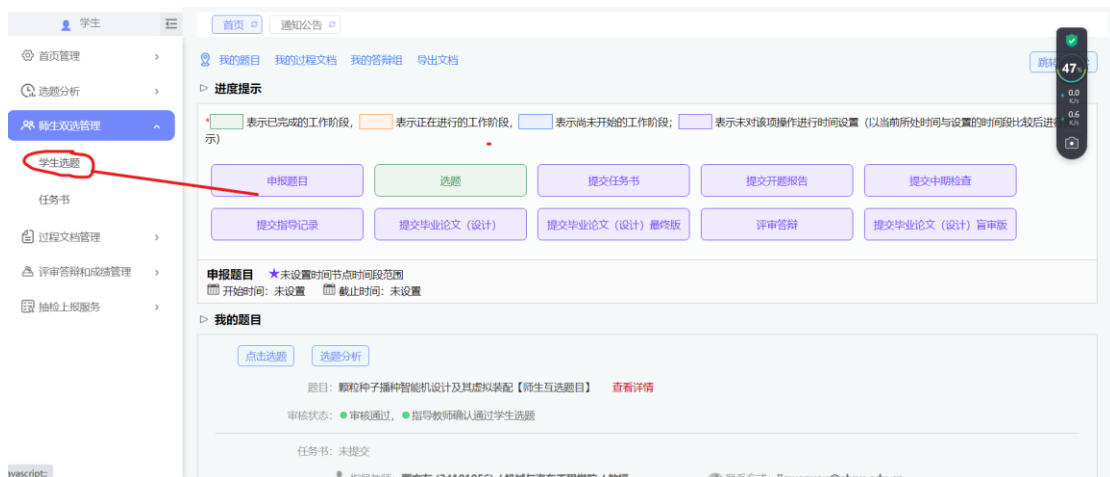 学生
首页 通知公告
首页管理
选题分析
师生双选管理
学生选题
任务书
过程文档管理
评审答辩和成绩管理
抽检上报服务
我的题目 我的过程文档 我的答辩组 导出文档
47%
0.0
K/s
0.6
K/s
进度提示
* 表示已完成的工作阶段, 表示正在进行的工作阶段, 表示尚未开始的工作阶段; 表示未对该项操作进行时间设置 (以当前所处时间与设置的时间段比较后进
示)
申报题目 选题 提交任务书 提交开题报告 提交中期检查
提交指导记录 提交毕业论文(设计) 提交毕业论文(设计)最终版 评审答辩 提交毕业论文(设计)盲审版
申报题目 ★未设置时间节点时间段范围
开始时间: 未设置 截止时间: 未设置
我的题目
点击选题 选题分析
题目: 颗粒种子播种智能机设计及其虚拟装配【师生互选题目】 查看详情
审核状态: ●审核通过, ●指导教师确认通过学生选题
任务书: 未提交
avascript: